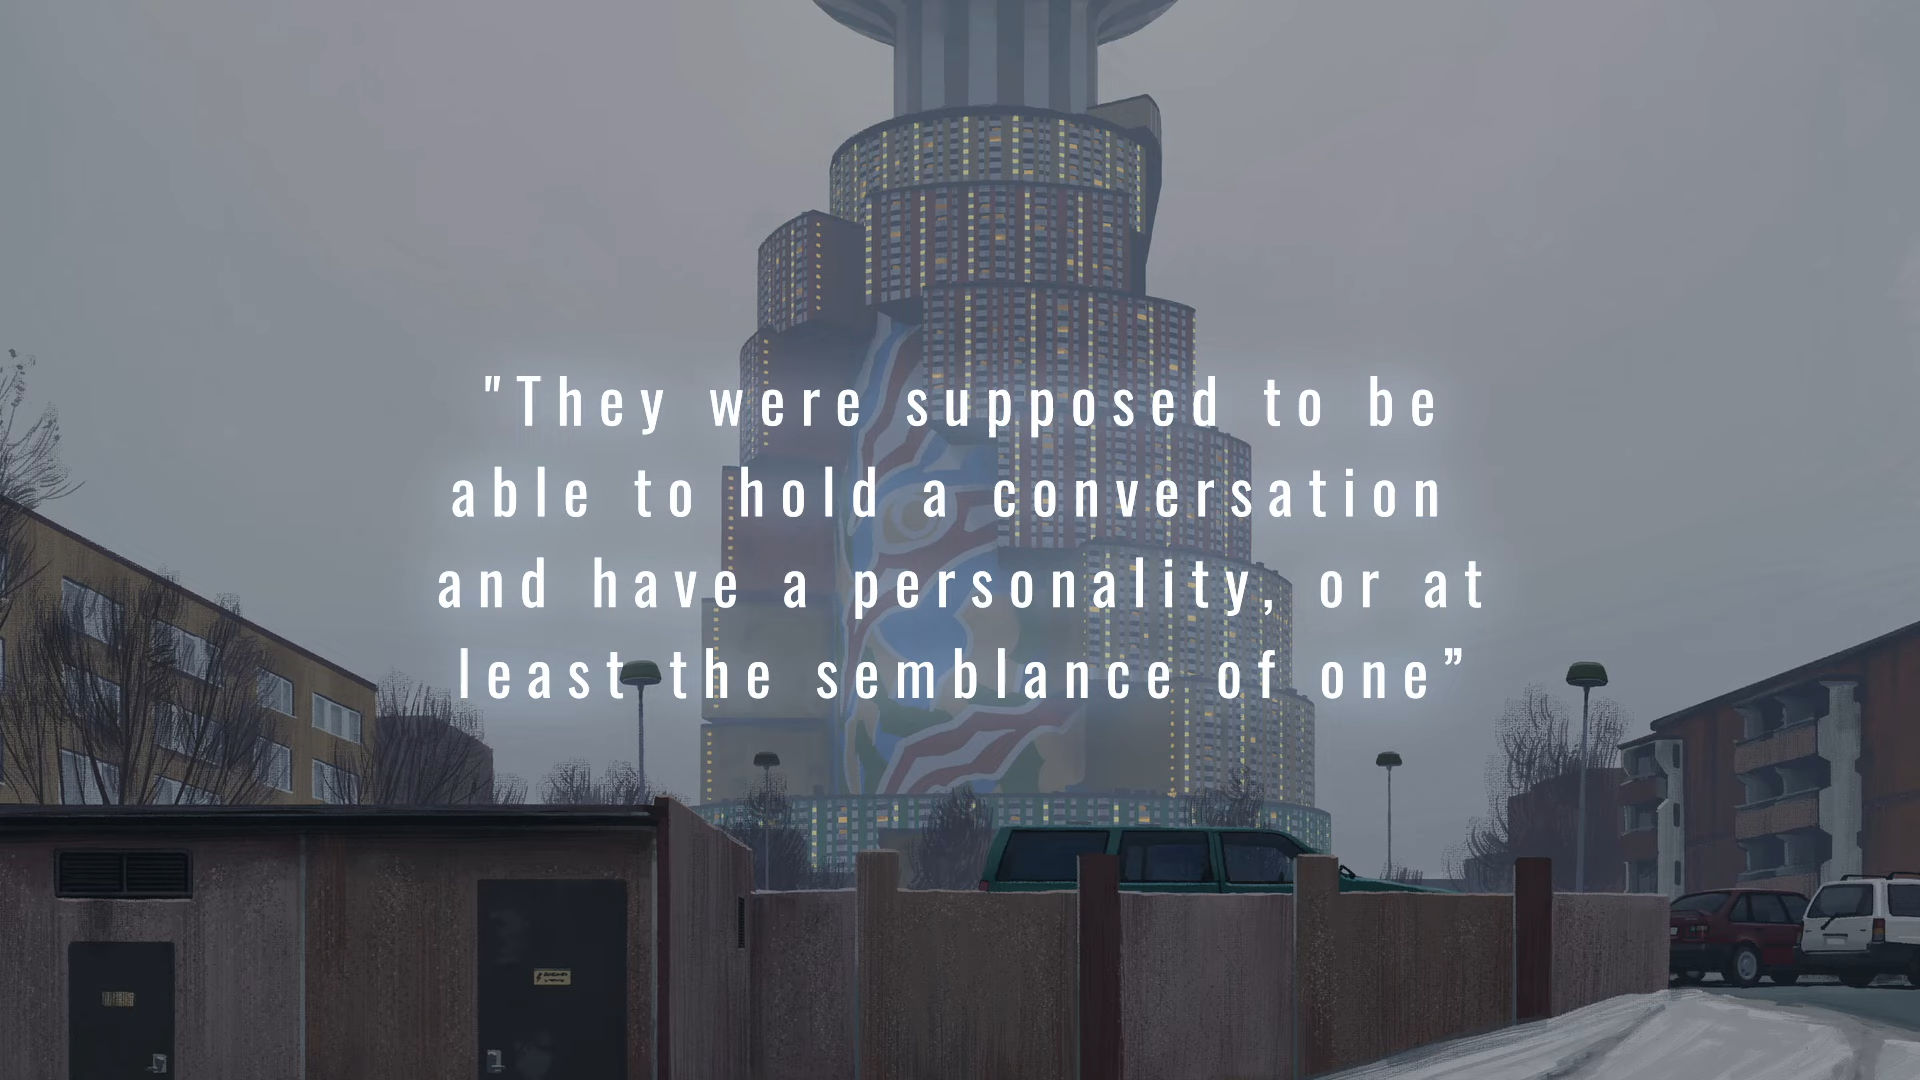 "They were supposed to be
able to hold a conversation
and have a personality, or at
least the semblance of one”